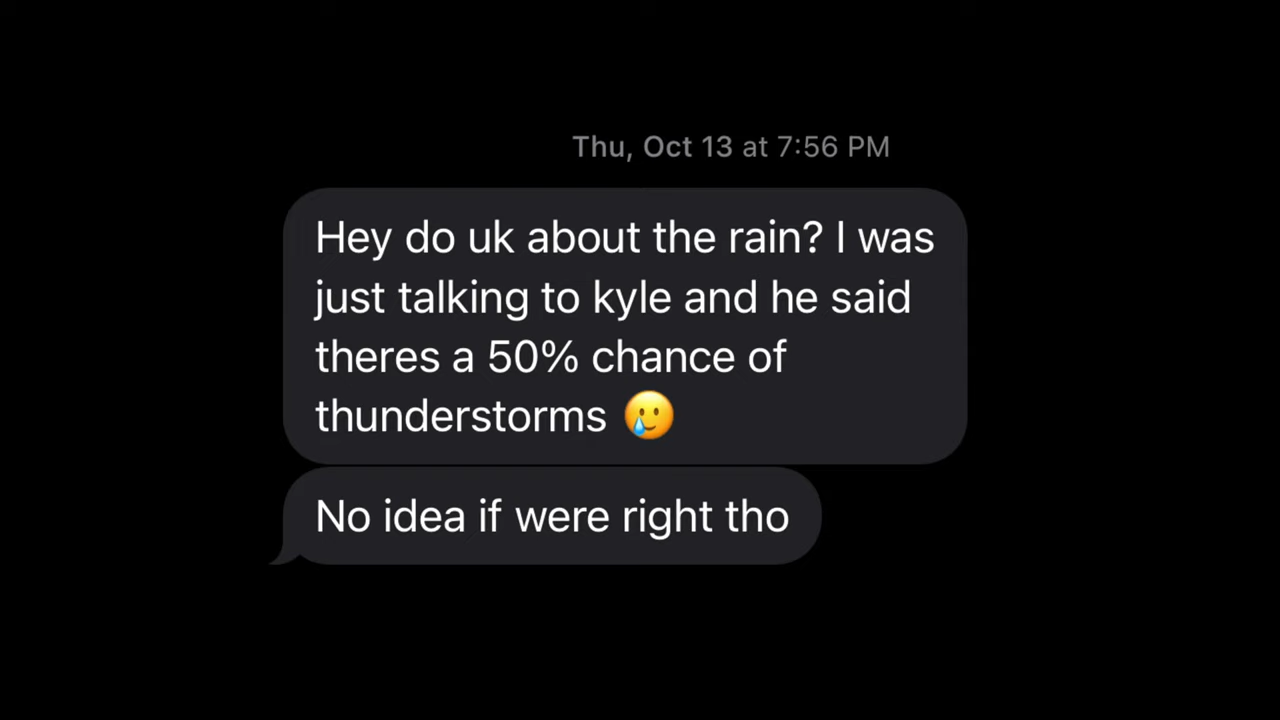 Thu, Oct 13 at 7:56 PM
Hey do uk about the rain? I was
just talking to kyle and he said
theres a 50% chance of
thunderstorms 🥲
No idea if were right tho